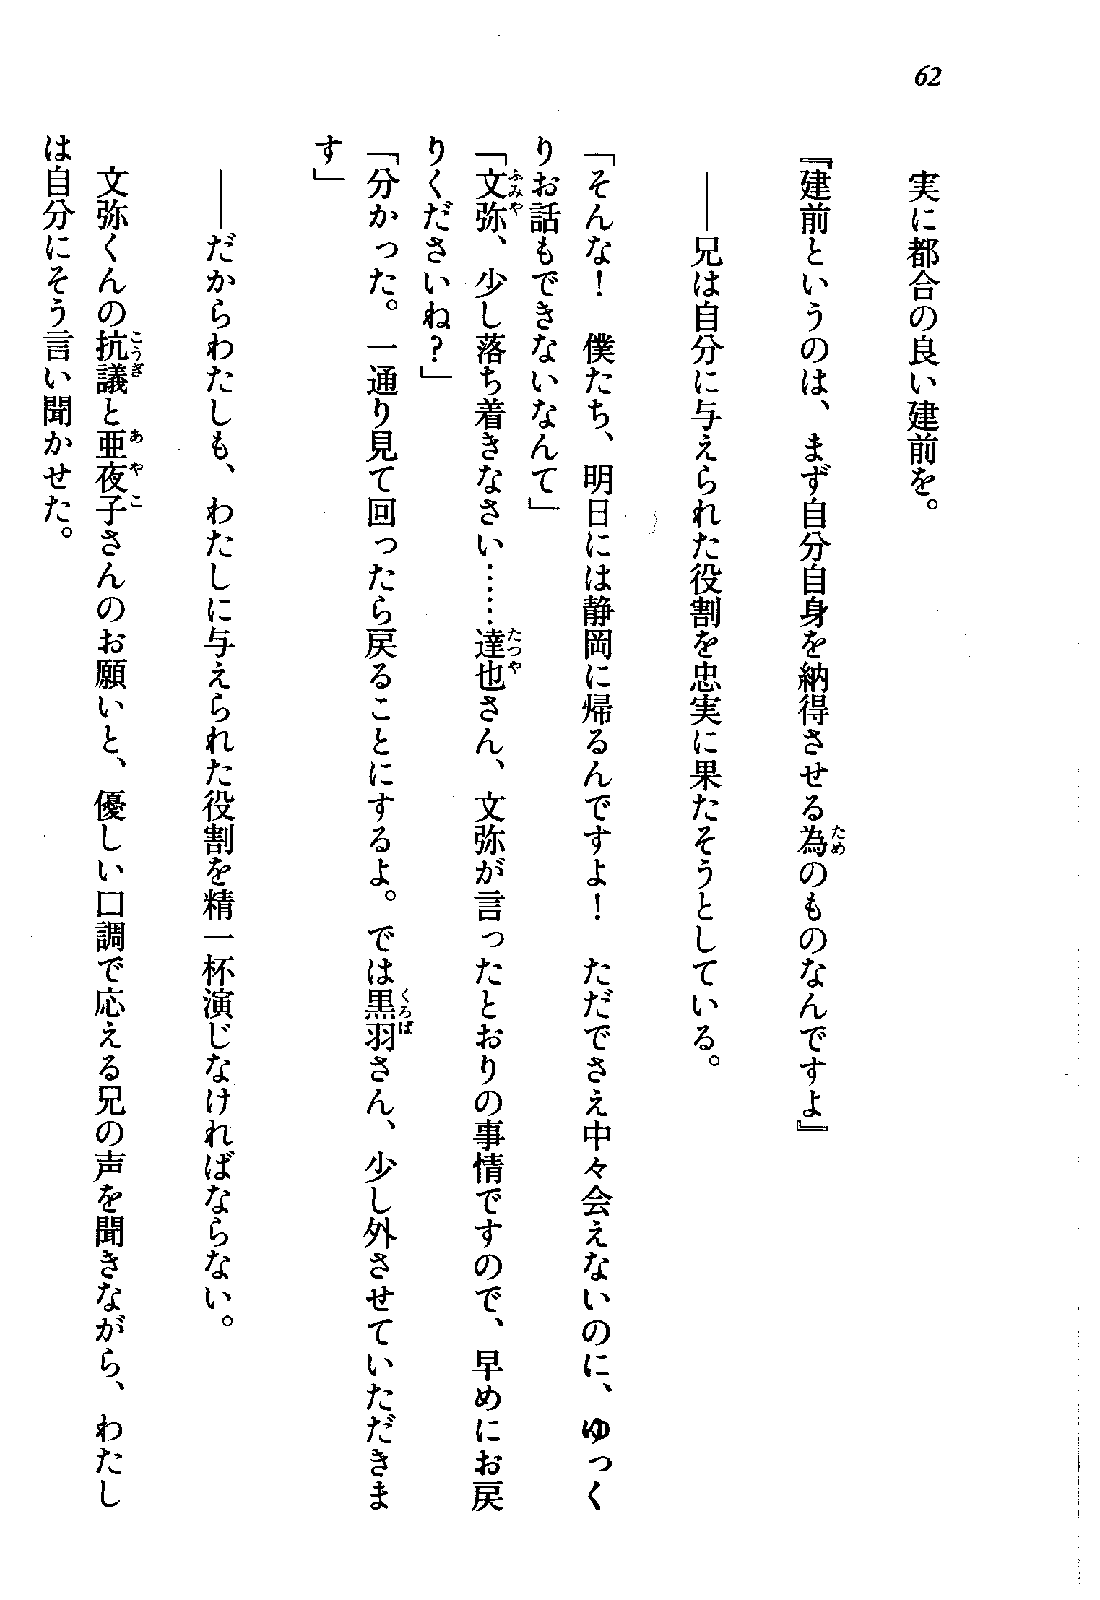 62
実に都合の良い建前を。
『建前というのは、まず自分自身を納得させる為のものなんですよ』
――兄は自分に与えられた役割を忠実に果たそうとしている。
「そんな！　僕たち、明日には静岡に帰るんですよ！　ただでさえ中々会えないのに、ゆっく
りお話もできないなんて」
「文弥、少し落ち着きなさい……達也さん、文弥が言ったとおりの事情ですので、早めにお戻
りくださいね？」
「分かった。一通り見て回ったら戻ることにするよ。では黒羽さん、少し外させていただきま
す」
――だからわたしも、わたしに与えられた役割を精一杯演じなければならない。
文弥くんの抗議と亜夜子さんのお願いと、優しい口調で応える兄の声を聞きながら、わたし
は自分にそう言い聞かせた。